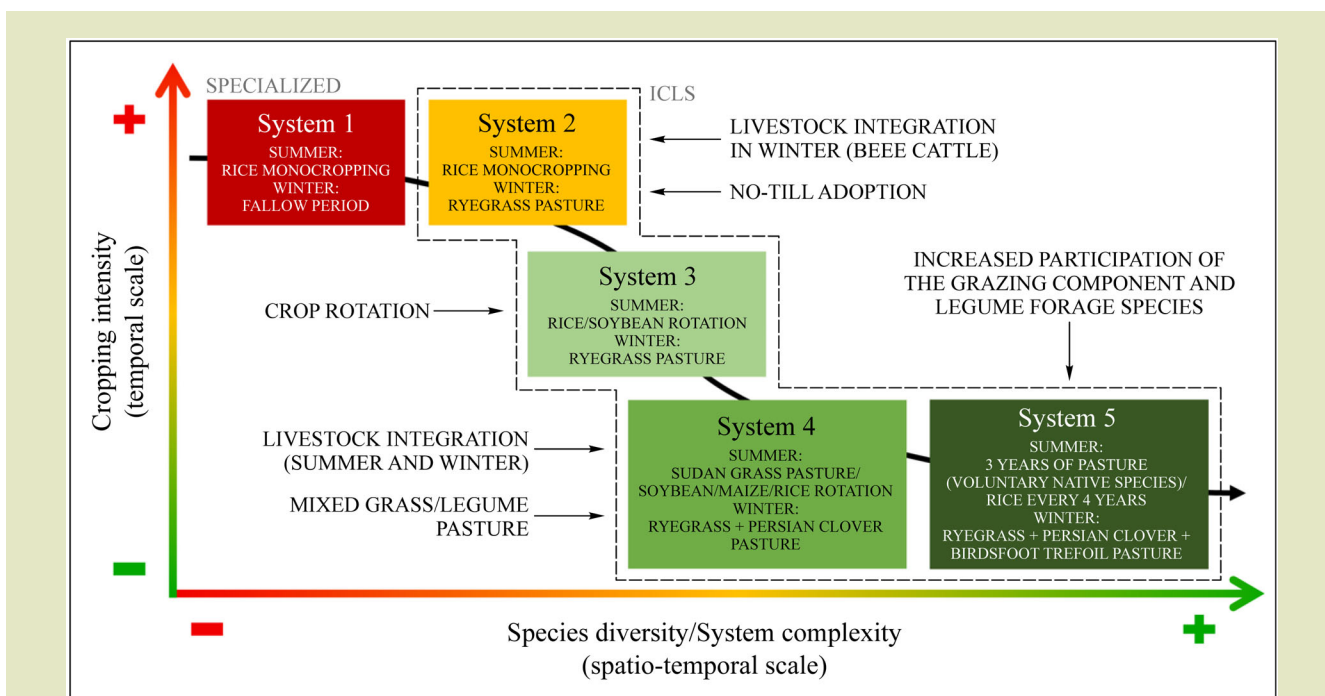 SPECIALIZED
ICLS
System 1
SUMMER:
RICE MONOCROPPING
WINTER:
FALLOW PERIOD
System 2
SUMMER:
RICE MONOCROPPING
WINTER:
RYEGRASS PASTURE
LIVESTOCK INTEGRATION
IN WINTER (BEEE CATTLE)
NO-TILL ADOPTION
System 3
SUMMER:
RICE/SOYBEAN ROTATION
WINTER:
RYEGRASS PASTURE
CROP ROTATION
INCREASED PARTICIPATION OF
THE GRAZING COMPONENT AND
LEGUME FORAGE SPECIES
System 4
SUMMER:
SUDAN GRASS PASTURE/
SOYBEAN/MAIZE/RICE ROTATION
WINTER:
RYEGRASS + PERSIAN CLOVER
PASTURE
LIVESTOCK INTEGRATION
(SUMMER AND WINTER)
MIXED GRASS/LEGUME
PASTURE
System 5
SUMMER:
3 YEARS OF PASTURE
(VOLUNTARY NATIVE SPECIES)/
RICE EVERY 4 YEARS
WINTER:
RYEGRASS + PERSIAN CLOVER +
BIRDSFOOT TREFOIL PASTURE
+
Cropping intensity
(temporal scale)
-
-
Species diversity/System complexity
(spatio-temporal scale)
+